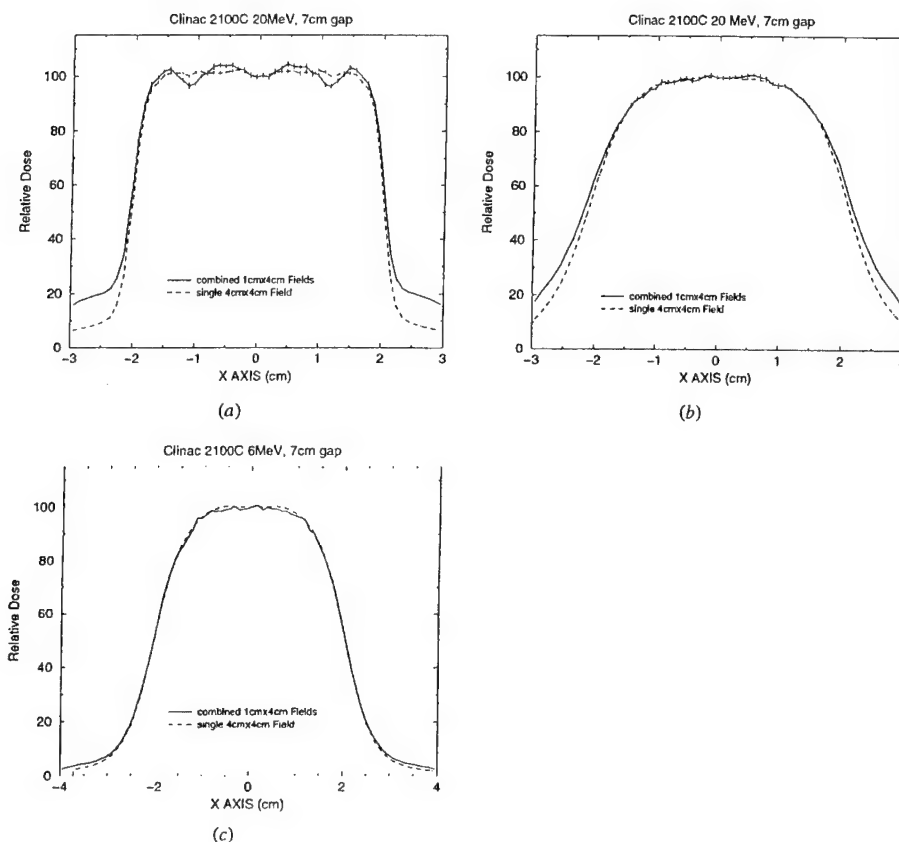 Clinac 2100C 20MeV, 7cm gap
100
80
60
40
20
0
Relative Dose
combined 1cmx4cm Fields
single 4cmx4cm Field
−3
−2
−1
0
1
2
3
X AXIS (cm)
(a)
Clinac 2100C 20 MeV, 7cm gap
100
80
60
40
20
0
Relative Dose
combined 1cmx4cm Fields
single 4cmx4cm Field
−3
−2
−1
0
1
2
3
X AXIS (cm)
(b)
Clinac 2100C 6MeV, 7cm gap
100
80
60
40
20
0
Relative Dose
combined 1cmx4cm Fields
single 4cmx4cm Field
−4
−2
0
2
4
X AXIS (cm)
(c)